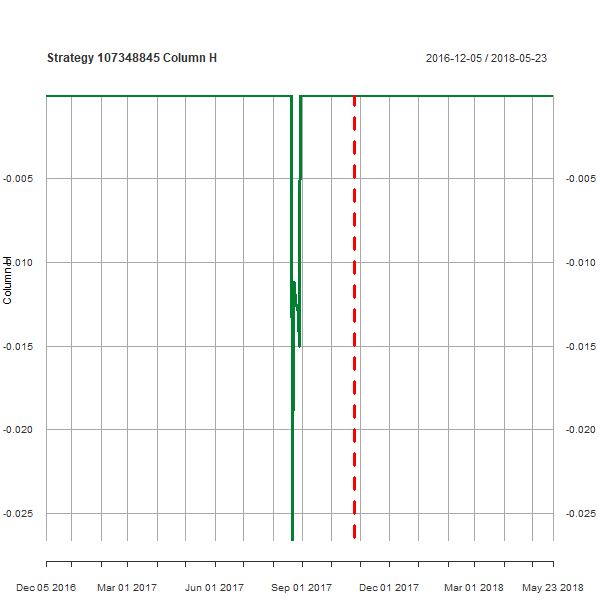 Strategy 107348845 Column H 2016-12-05 / 2018-05-23
-0.005 -0.005
-0.010 -0.010
Column H
-0.015 -0.015
-0.020 -0.020
-0.025 -0.025
Dec 05 2016 Mar 01 2017 Jun 01 2017 Sep 01 2017 Dec 01 2017 Mar 01 2018 May 23 2018